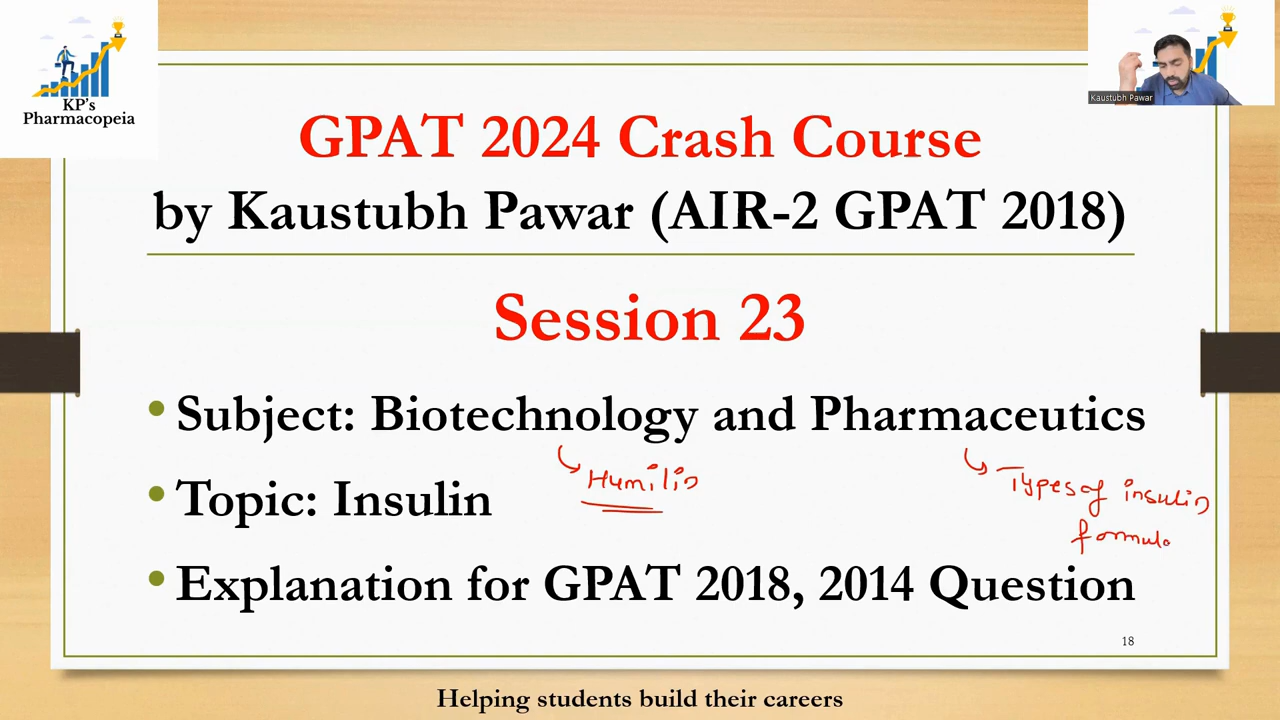 KP's
Pharmacopeia
Kaustubh Pawar
GPAT 2024 Crash Course
by Kaustubh Pawar (AIR-2 GPAT 2018)
Session 23
• Subject: Biotechnology and Pharmaceutics
Humilin
Types of insulin
formula
• Topic: Insulin
• Explanation for GPAT 2018, 2014 Question
18
Helping students build their careers